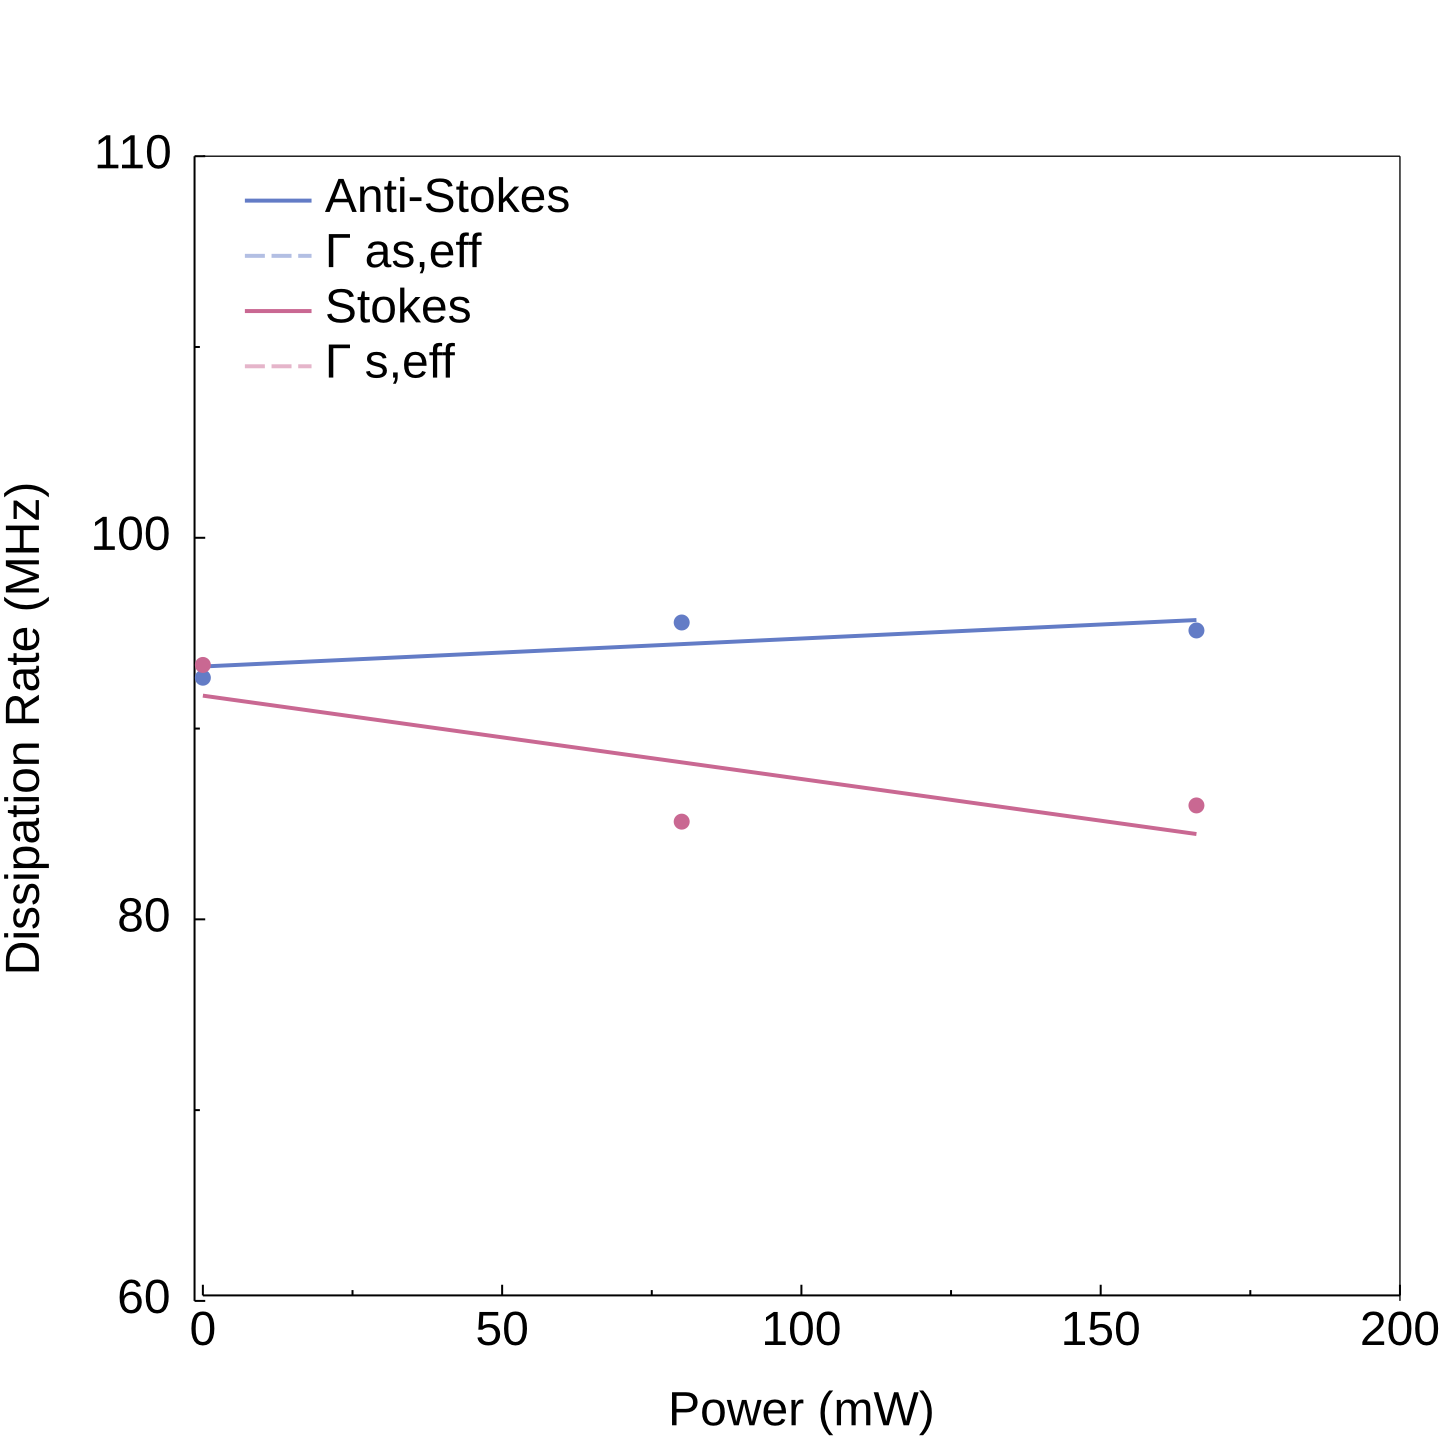 110
Anti-Stokes
Γ as,eff
Stokes
Γ s,eff
100
80
60
Dissipation Rate (MHz)
0 50 100 150 200
Power (mW)